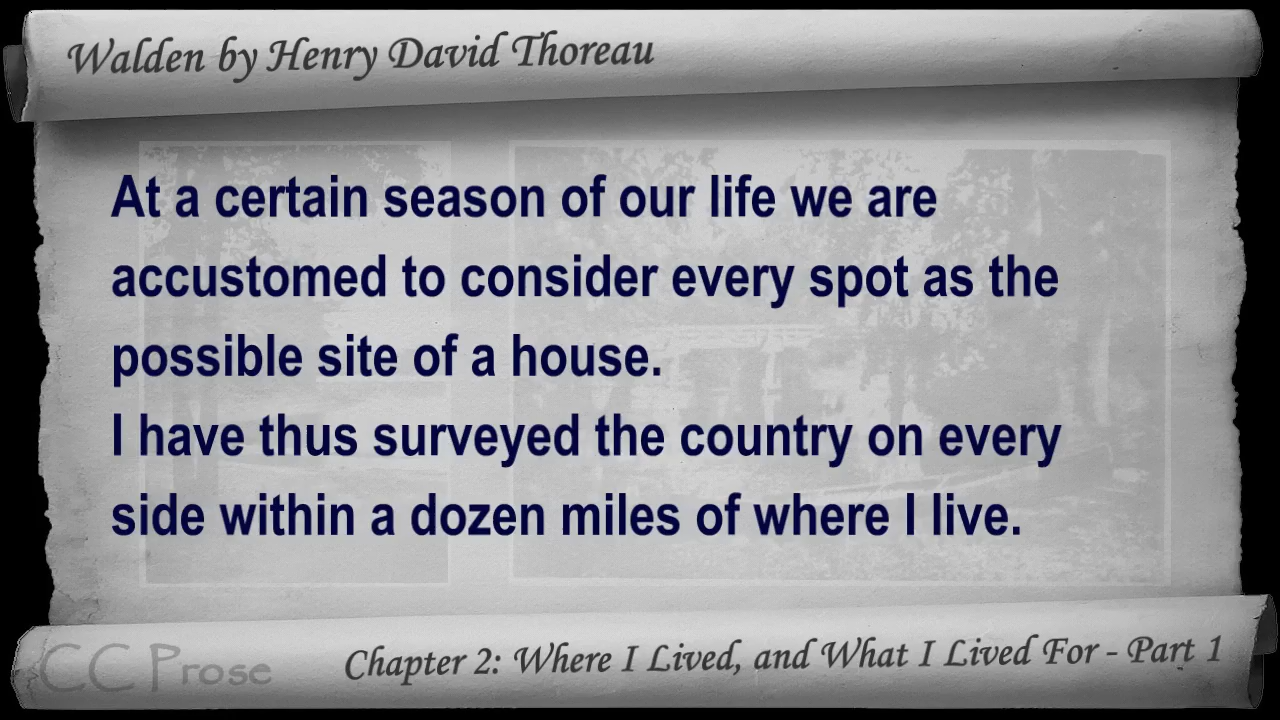 Walden by Henry David Thoreau
At a certain season of our life we are
accustomed to consider every spot as the
possible site of a house.
I have thus surveyed the country on every
side within a dozen miles of where I live.
CC Prose
Chapter 2: Where I Lived, and What I Lived For - Part 1